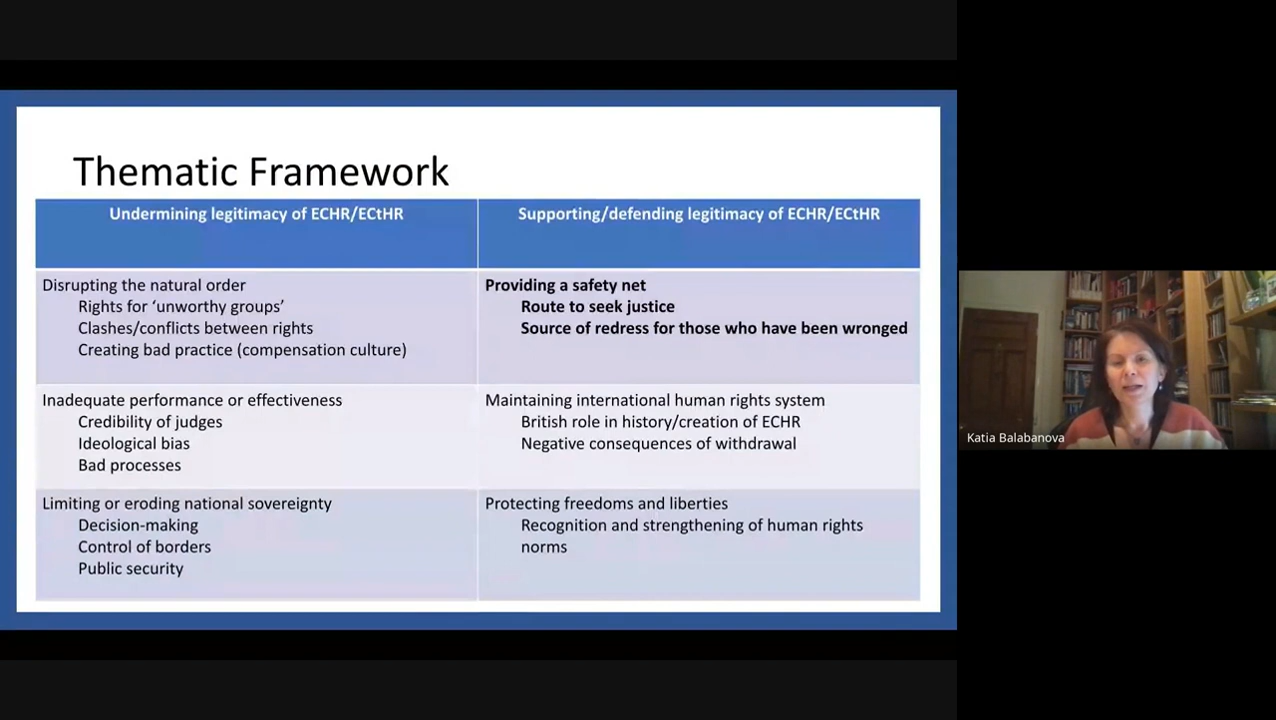 Thematic Framework
Undermining legitimacy of ECHR/ECtHR
Supporting/defending legitimacy of ECHR/ECtHR
Disrupting the natural order
Rights for ‘unworthy groups’
Clashes/conflicts between rights
Creating bad practice (compensation culture)
Providing a safety net
Route to seek justice
Source of redress for those who have been wronged
Inadequate performance or effectiveness
Credibility of judges
Ideological bias
Bad processes
Maintaining international human rights system
British role in history/creation of ECHR
Negative consequences of withdrawal
Limiting or eroding national sovereignty
Decision-making
Control of borders
Public security
Protecting freedoms and liberties
Recognition and strengthening of human rights
norms
Katia Balabanova